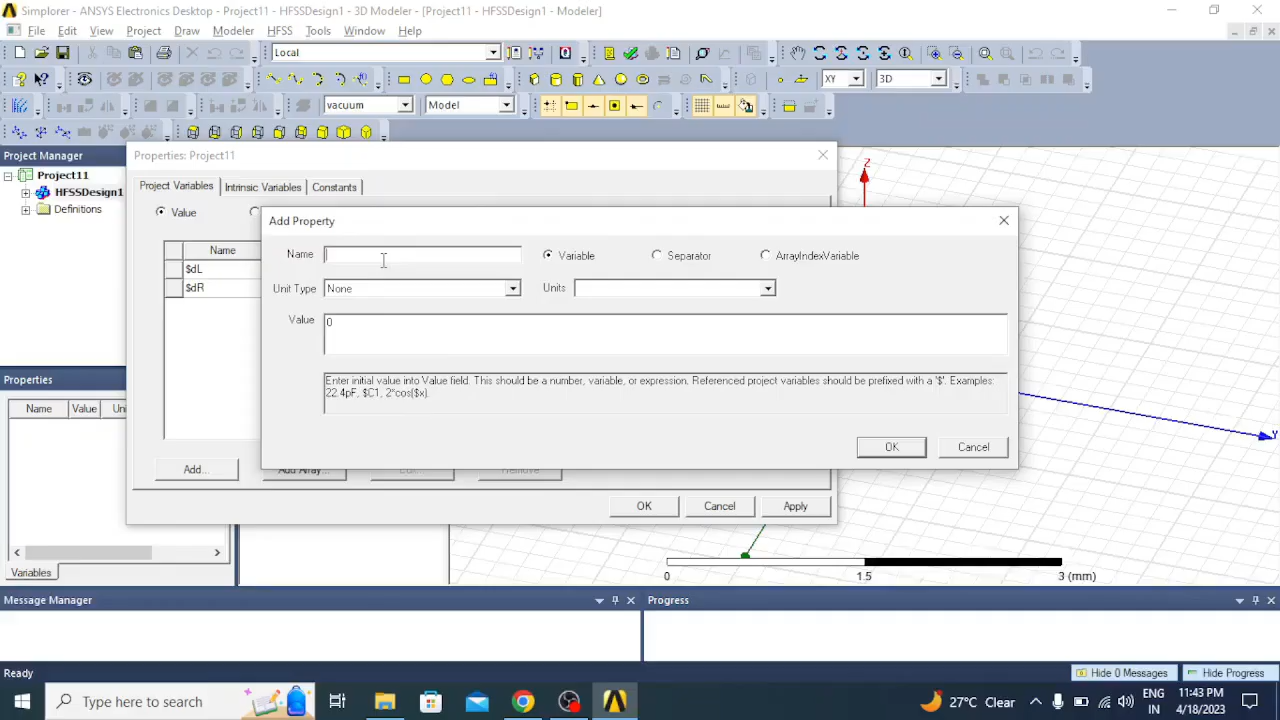 Simplorer - ANSYS Electronics Desktop - Project11 - HFSSDesign1 - 3D Modeler - [Project11 - HFSSDesign1 - Modeler]
File Edit View Project Draw Modeler HFSS Tools Window Help
Local
XY 3D
vacuum Model
Project Manager
Project11
HFSSDesign1
Definitions
Properties: Project11
Project Variables Intrinsic Variables Constants
Value
Name
$dL
$dR
Add... Add Array... Edit... Remove
OK Cancel Apply
Add Property
Name Variable Separator ArrayIndexVariable
Unit Type None Units
Value 0
Enter initial value into Value field. This should be a number, variable, or expression. Referenced project variables should be prefixed with a '$'. Examples:
22.4pF, $C1, 2*cos($x).
OK Cancel
Properties
Name Value Uni
Variables
Z
Y
0 1.5 3 (mm)
Message Manager Progress
Ready Hide 0 Messages Hide Progress
Type here to search 27°C Clear ENG IN 11:43 PM 4/18/2023